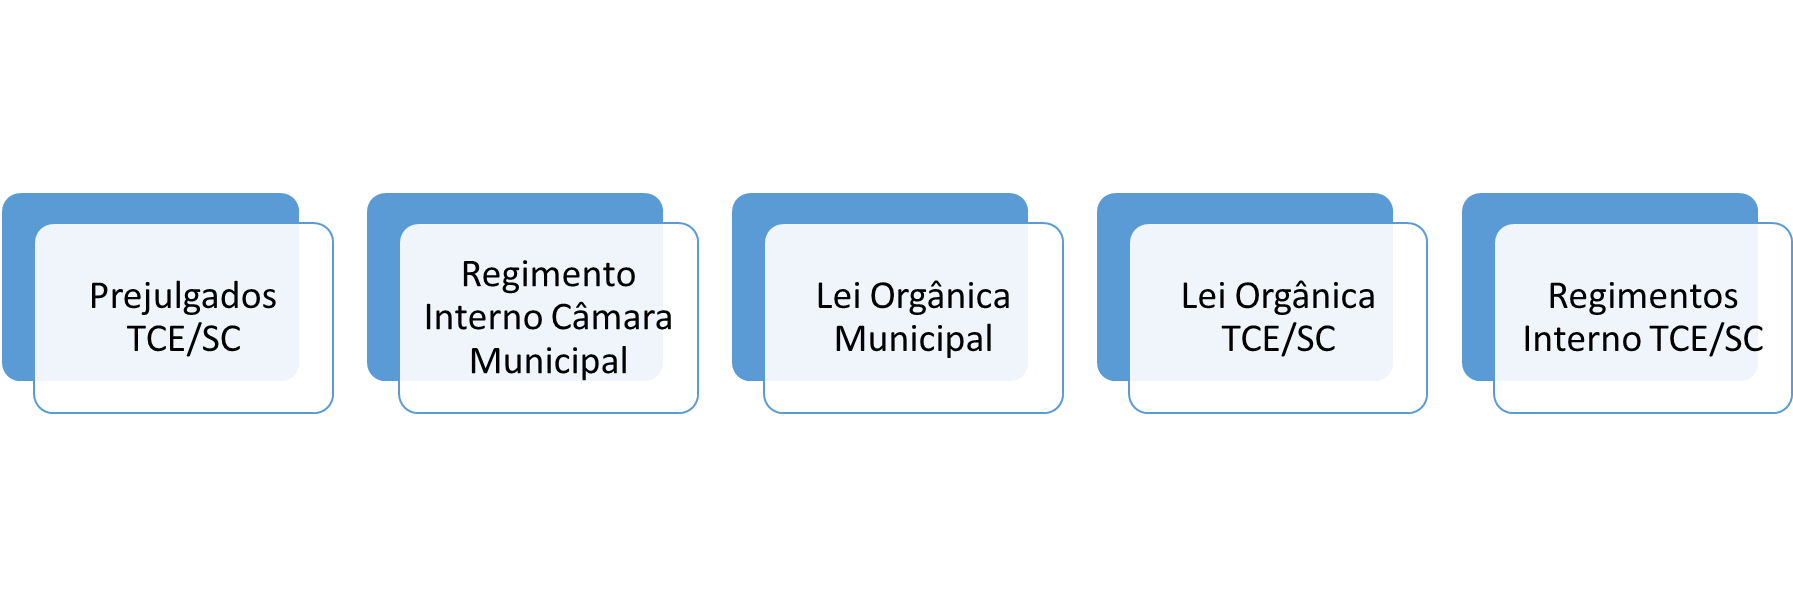 Prejulgados
TCE/SC
Regimento
Interno Câmara
Municipal
Lei Orgânica
Municipal
Lei Orgânica
TCE/SC
Regimentos
Interno TCE/SC